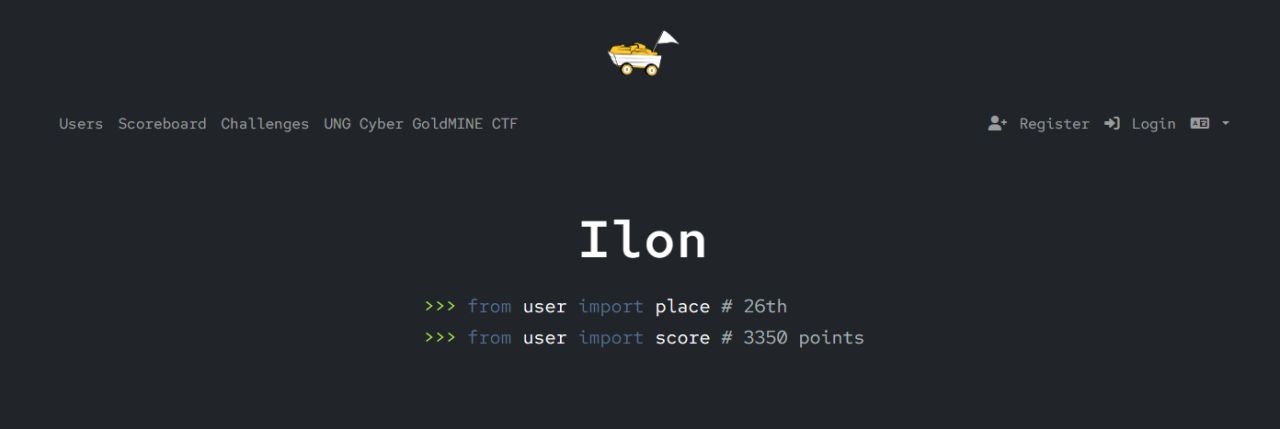 Users Scoreboard Challenges UNG Cyber GoldMINE CTF Register Login
Ilon
>>> from user import place # 26th
>>> from user import score # 3350 points